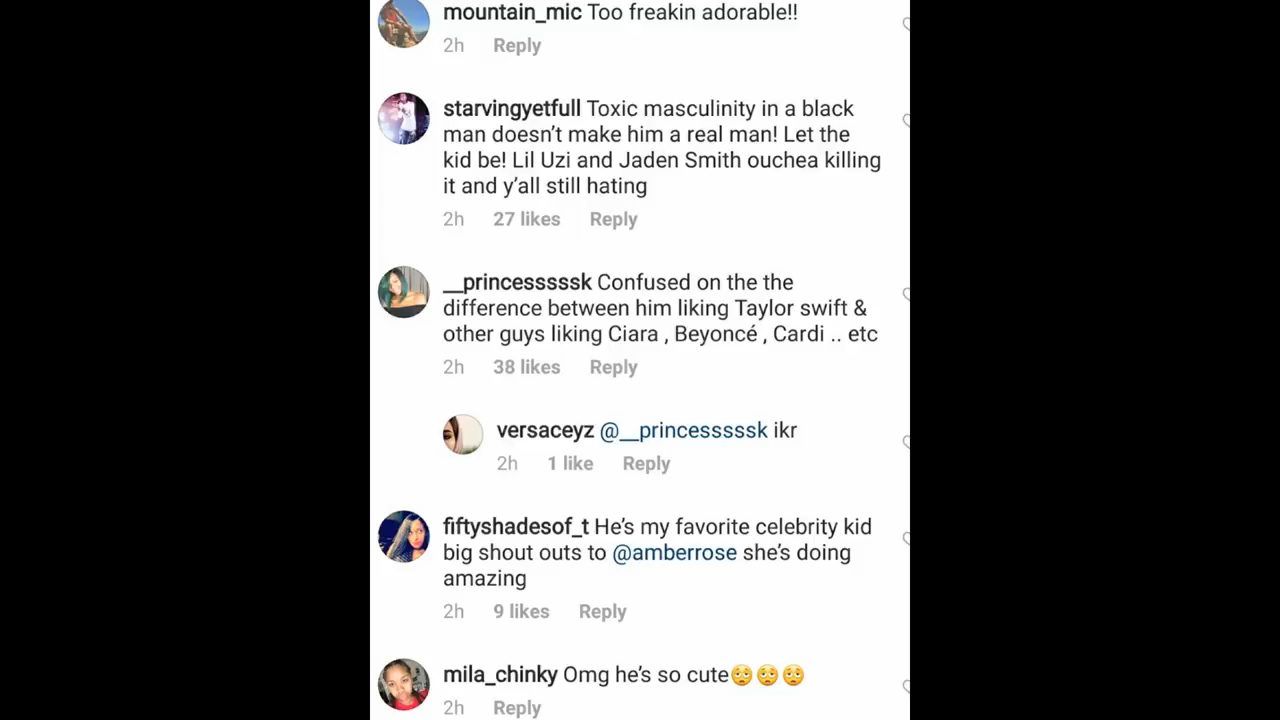 mountain_mic Too freakin adorable!!
2h Reply
starvingyetfull Toxic masculinity in a black
man doesn't make him a real man! Let the
kid be! Lil Uzi and Jaden Smith ouchea killing
it and y'all still hating
2h 27 likes Reply
__princesssssk Confused on the the
difference between him liking Taylor swift &
other guys liking Ciara , Beyoncé , Cardi .. etc
2h 38 likes Reply
versaceyz @__princesssssk ikr
2h 1 like Reply
fiftyshadesof_t He's my favorite celebrity kid
big shout outs to @amberrose she's doing
amazing
2h 9 likes Reply
mila_chinky Omg he's so cute🥺🥺🥺
2h Reply